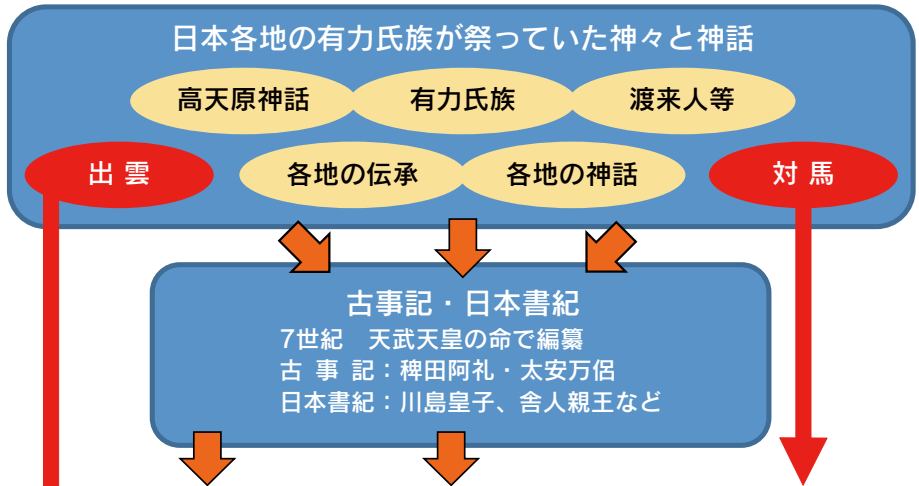 日本各地の有力氏族が祭っていた神々と神話
高天原神話
有力氏族
渡来人等
出雲
各地の伝承
各地の神話
対馬
古事記・日本書紀
7世紀　天武天皇の命で編纂
古 事 記：稗田阿礼・太安万侶
日本書紀：川島皇子、舎人親王など